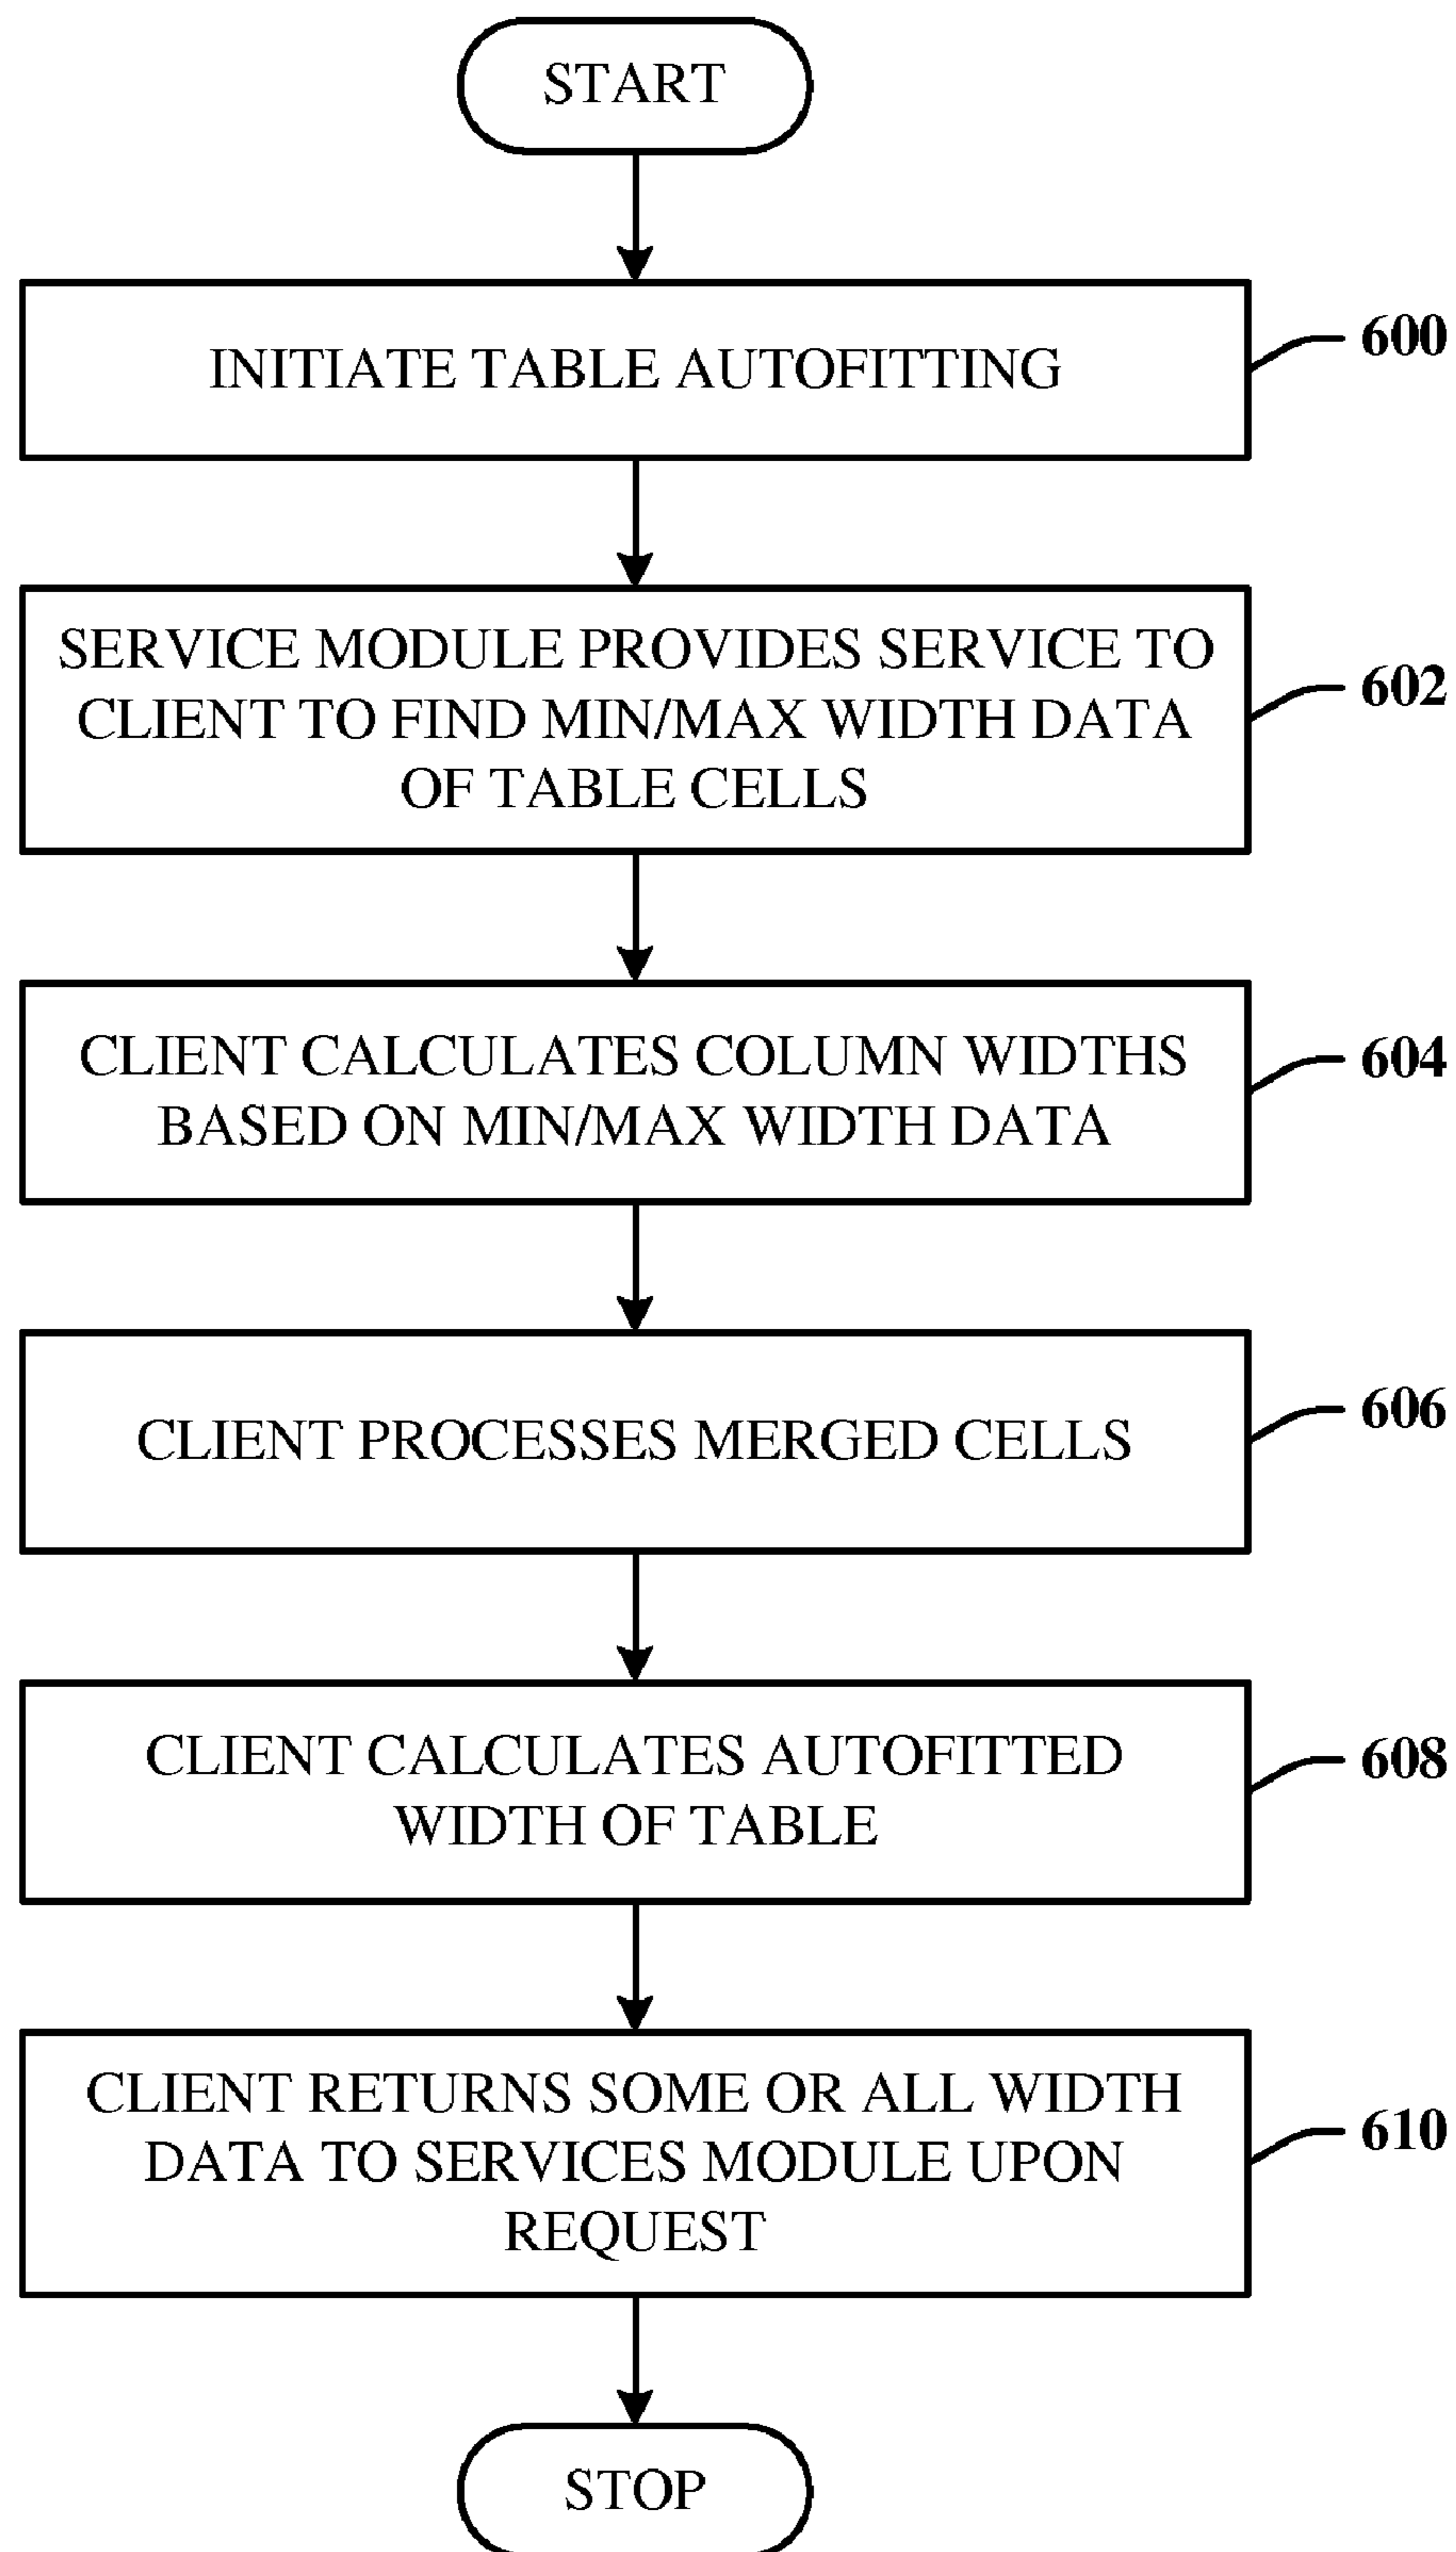 START
INITIATE TABLE AUTOFITTING
600
SERVICE MODULE PROVIDES SERVICE TO
CLIENT TO FIND MIN/MAX WIDTH DATA
OF TABLE CELLS
602
CLIENT CALCULATES COLUMN WIDTHS
BASED ON MIN/MAX WIDTH DATA
604
CLIENT PROCESSES MERGED CELLS
606
CLIENT CALCULATES AUTOFITTED
WIDTH OF TABLE
608
CLIENT RETURNS SOME OR ALL WIDTH
DATA TO SERVICES MODULE UPON
REQUEST
610
STOP